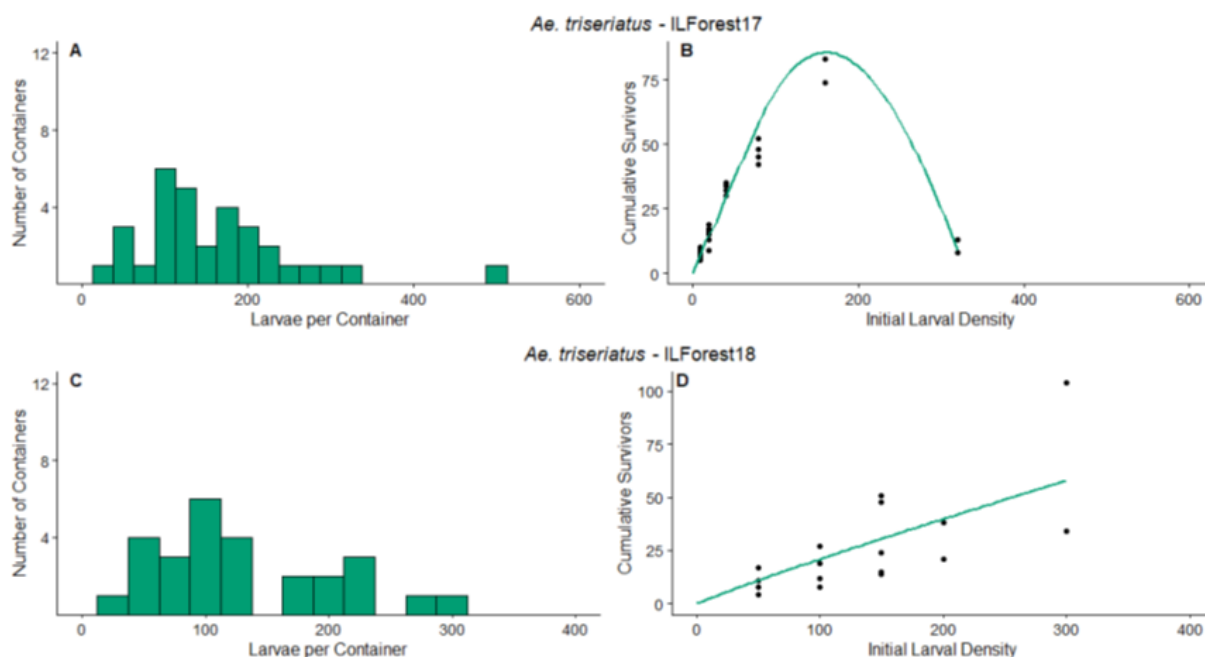 Ae. triseriatus - ILForest17
A
B
12
8
4
Number of Containers
0
200
400
600
Larvae per Container
75
50
25
0
Cumulative Survivors
0
200
400
600
Initial Larval Density
Ae. triseriatus - ILForest18
C
D
12
8
4
Number of Containers
0
100
200
300
400
Larvae per Container
100
75
50
25
0
Cumulative Survivors
0
100
200
300
400
Initial Larval Density